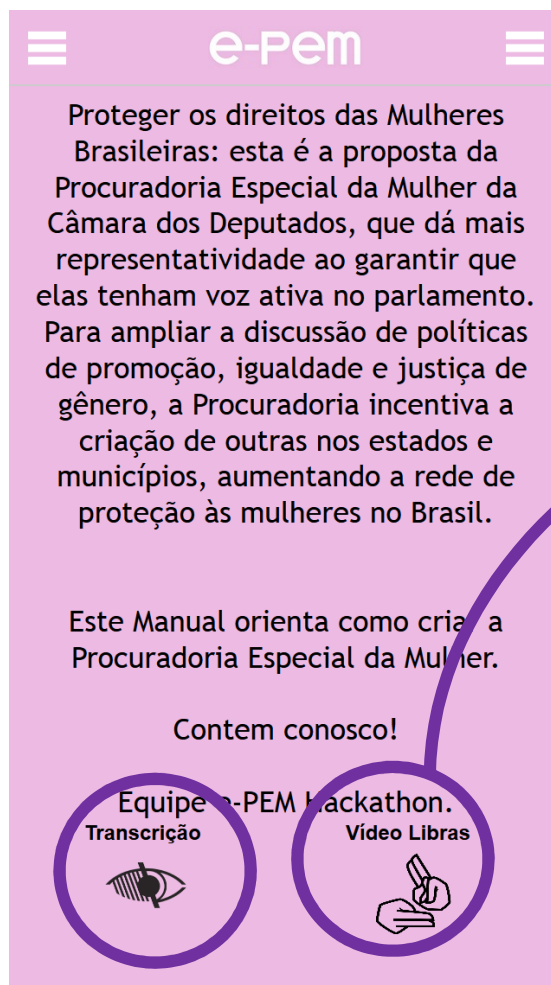 e-Pem
Proteger os direitos das Mulheres
Brasileiras: esta é a proposta da
Procuradoria Especial da Mulher da
Câmara dos Deputados, que dá mais
representatividade ao garantir que
elas tenham voz ativa no parlamento.
Para ampliar a discussão de políticas
de promoção, igualdade e justiça de
gênero, a Procuradoria incentiva a
criação de outras nos estados e
municípios, aumentando a rede de
proteção às mulheres no Brasil.
Este Manual orienta como criar a
Procuradoria Especial da Mulher.
Contem conosco!
Equipe e-PEM Hackathon.
Transcrição
Vídeo Libras